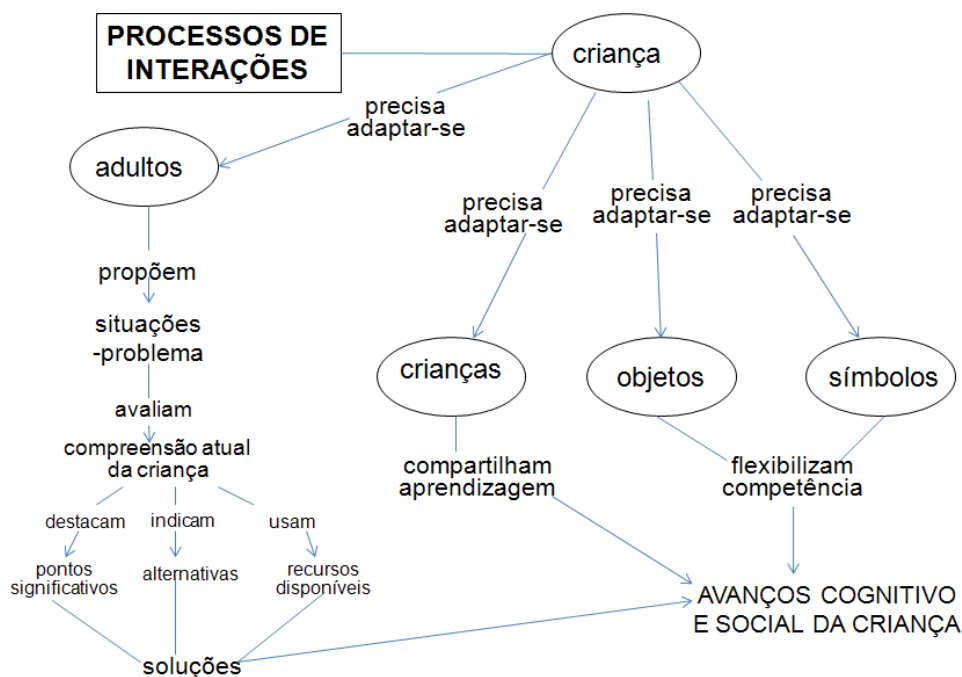 PROCESSOS DE
INTERAÇÕES
criança
precisa
adaptar-se
adultos
precisa
adaptar-se
precisa
adaptar-se
precisa
adaptar-se
propõem
situações
-problema
crianças
objetos
símbolos
avaliam
compreensão atual
da criança
compartilham
aprendizagem
flexibilizam
competência
destacam
indicam
usam
pontos
significativos
alternativas
recursos
disponíveis
AVANÇOS COGNITIVO
E SOCIAL DA CRIANÇA
soluções